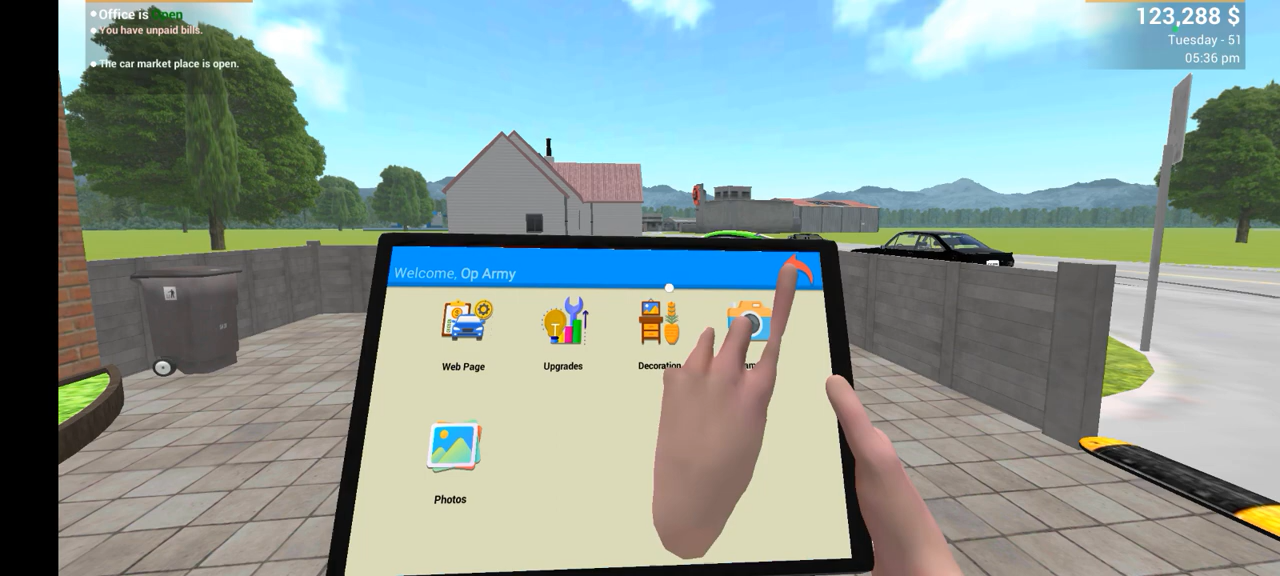 Office is Open
You have unpaid bills.
The car market place is open.
123,288 $
Tuesday - 51
05:36 pm
Welcome, Op Army
Web Page
Upgrades
Decoration
Photos